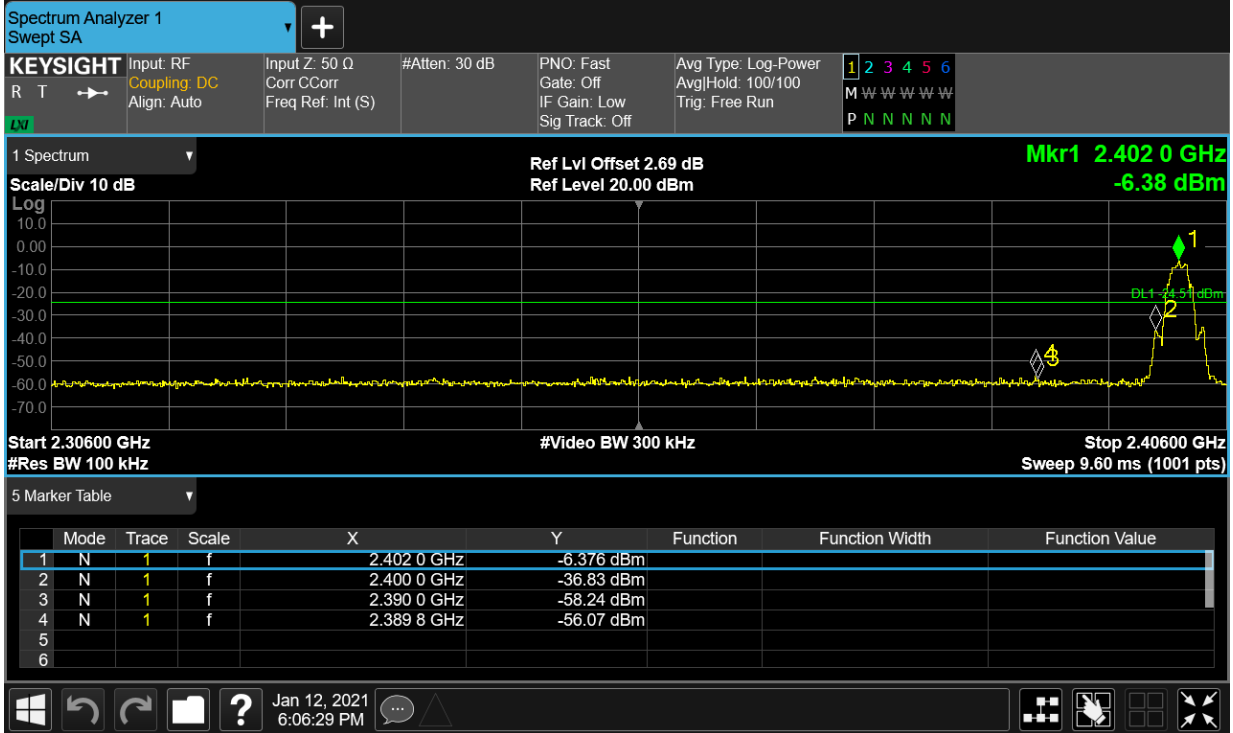 Spectrum Analyzer 1
Swept SA
KEYSIGHT
R T
LXI
Input: RF
Coupling: DC
Align: Auto
Input Z: 50 Ω
Corr CCorr
Freq Ref: Int (S)
#Atten: 30 dB
PNO: Fast
Gate: Off
IF Gain: Low
Sig Track: Off
Avg Type: Log-Power
Avg|Hold: 100/100
Trig: Free Run
1 2 3 4 5 6
M W W W W W
P N N N N N N
1 Spectrum
Scale/Div 10 dB
Ref Lvl Offset 2.69 dB
Ref Level 20.00 dBm
Mkr1 2.402 0 GHz
-6.38 dBm
Log
10.0
0.00
-10.0
-20.0
-30.0
-40.0
-50.0
-60.0
-70.0
1
DL1 -24.51 dBm
2
4
3
Start 2.30600 GHz
#Video BW 300 kHz
Stop 2.40600 GHz
#Res BW 100 kHz
Sweep 9.60 ms (1001 pts)
5 Marker Table
Mode Trace Scale X Y Function Function Width Function Value
1 N 1 f 2.402 0 GHz -6.376 dBm
2 N 1 f 2.400 0 GHz -36.83 dBm
3 N 1 f 2.390 0 GHz -58.24 dBm
4 N 1 f 2.389 8 GHz -56.07 dBm
5
6
?
Jan 12, 2021
6:06:29 PM